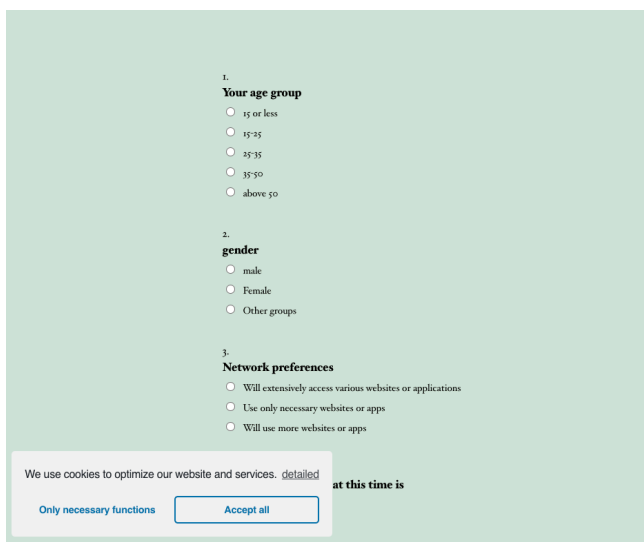 1.
Your age group
15 or less
15-25
25-35
35-50
above 50
2.
gender
male
Female
Other groups
3.
Network preferences
Will extensively access various websites or applications
Use only necessary websites or apps
Will use more websites or apps
at this time is
We use cookies to optimize our website and services. detailed
Only necessary functions
Accept all